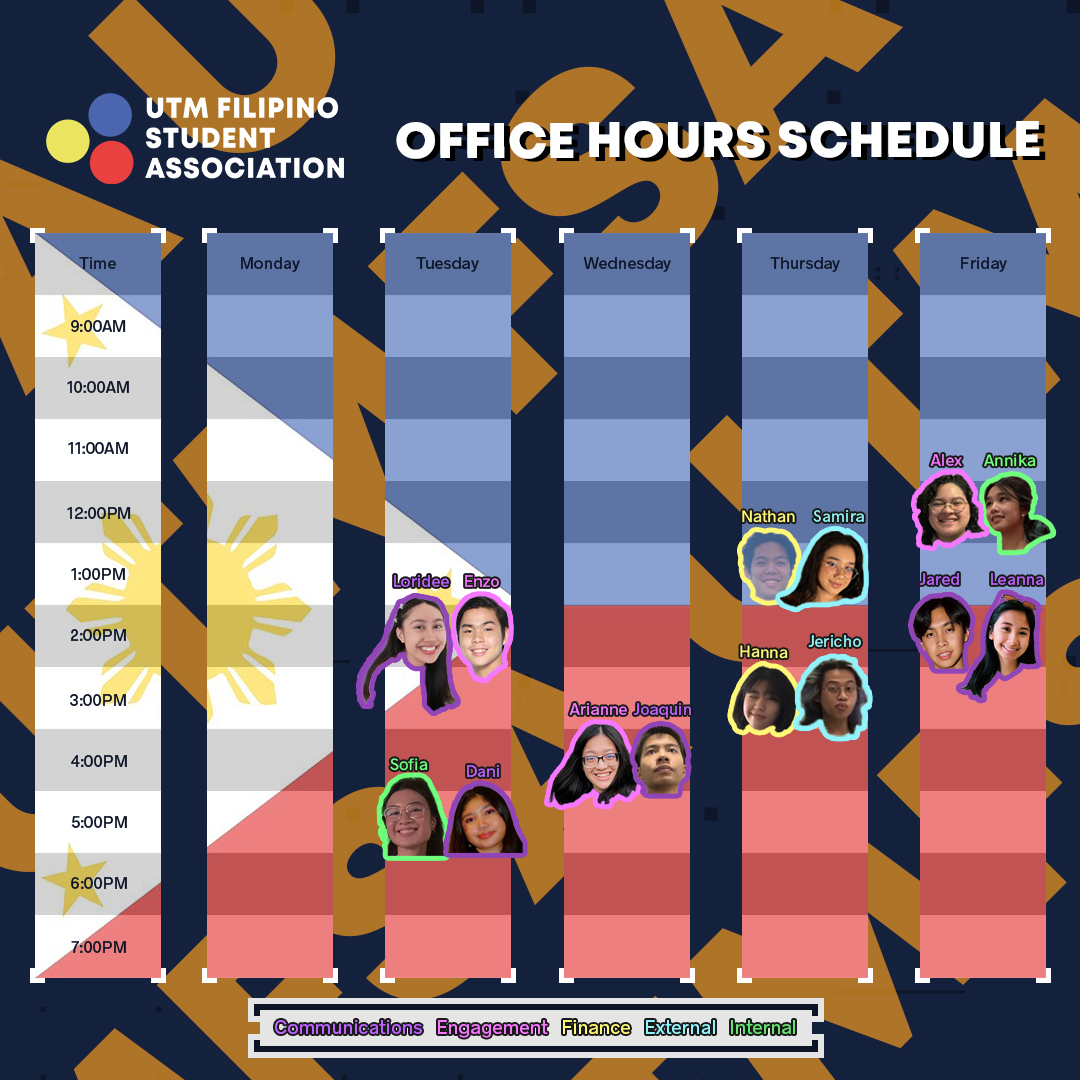 UTM FILIPINO
STUDENT
ASSOCIATION
OFFICE HOURS SCHEDULE
Time
Monday
Tuesday
Wednesday
Thursday
Friday
9:00AM
10:00AM
11:00AM
Alex
Annika
12:00PM
Nathan
Samira
1:00PM
Loridee
Enzo
Jared
Leanna
2:00PM
Hanna
Jericho
3:00PM
Arianne
Joaquin
4:00PM
Sofia
Dani
5:00PM
6:00PM
7:00PM
Communications Engagement Finance External Internal